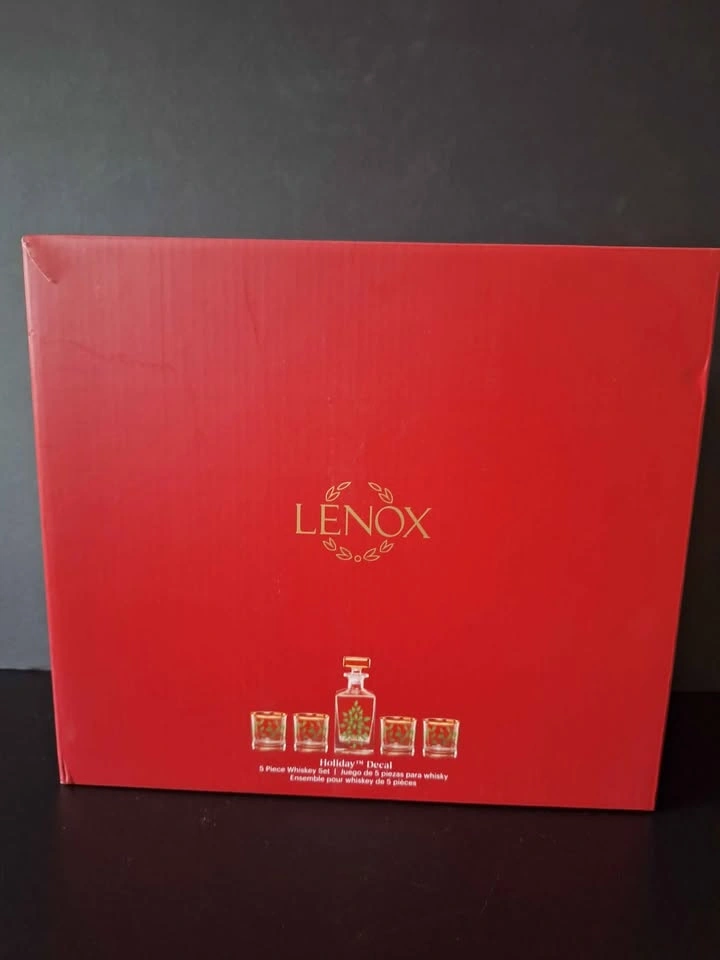 LENOX
Holiday™ Decal
5 Piece Whiskey Set | Juego de 5 piezas para whisky
Ensemble pour whiskey de 5 pièces